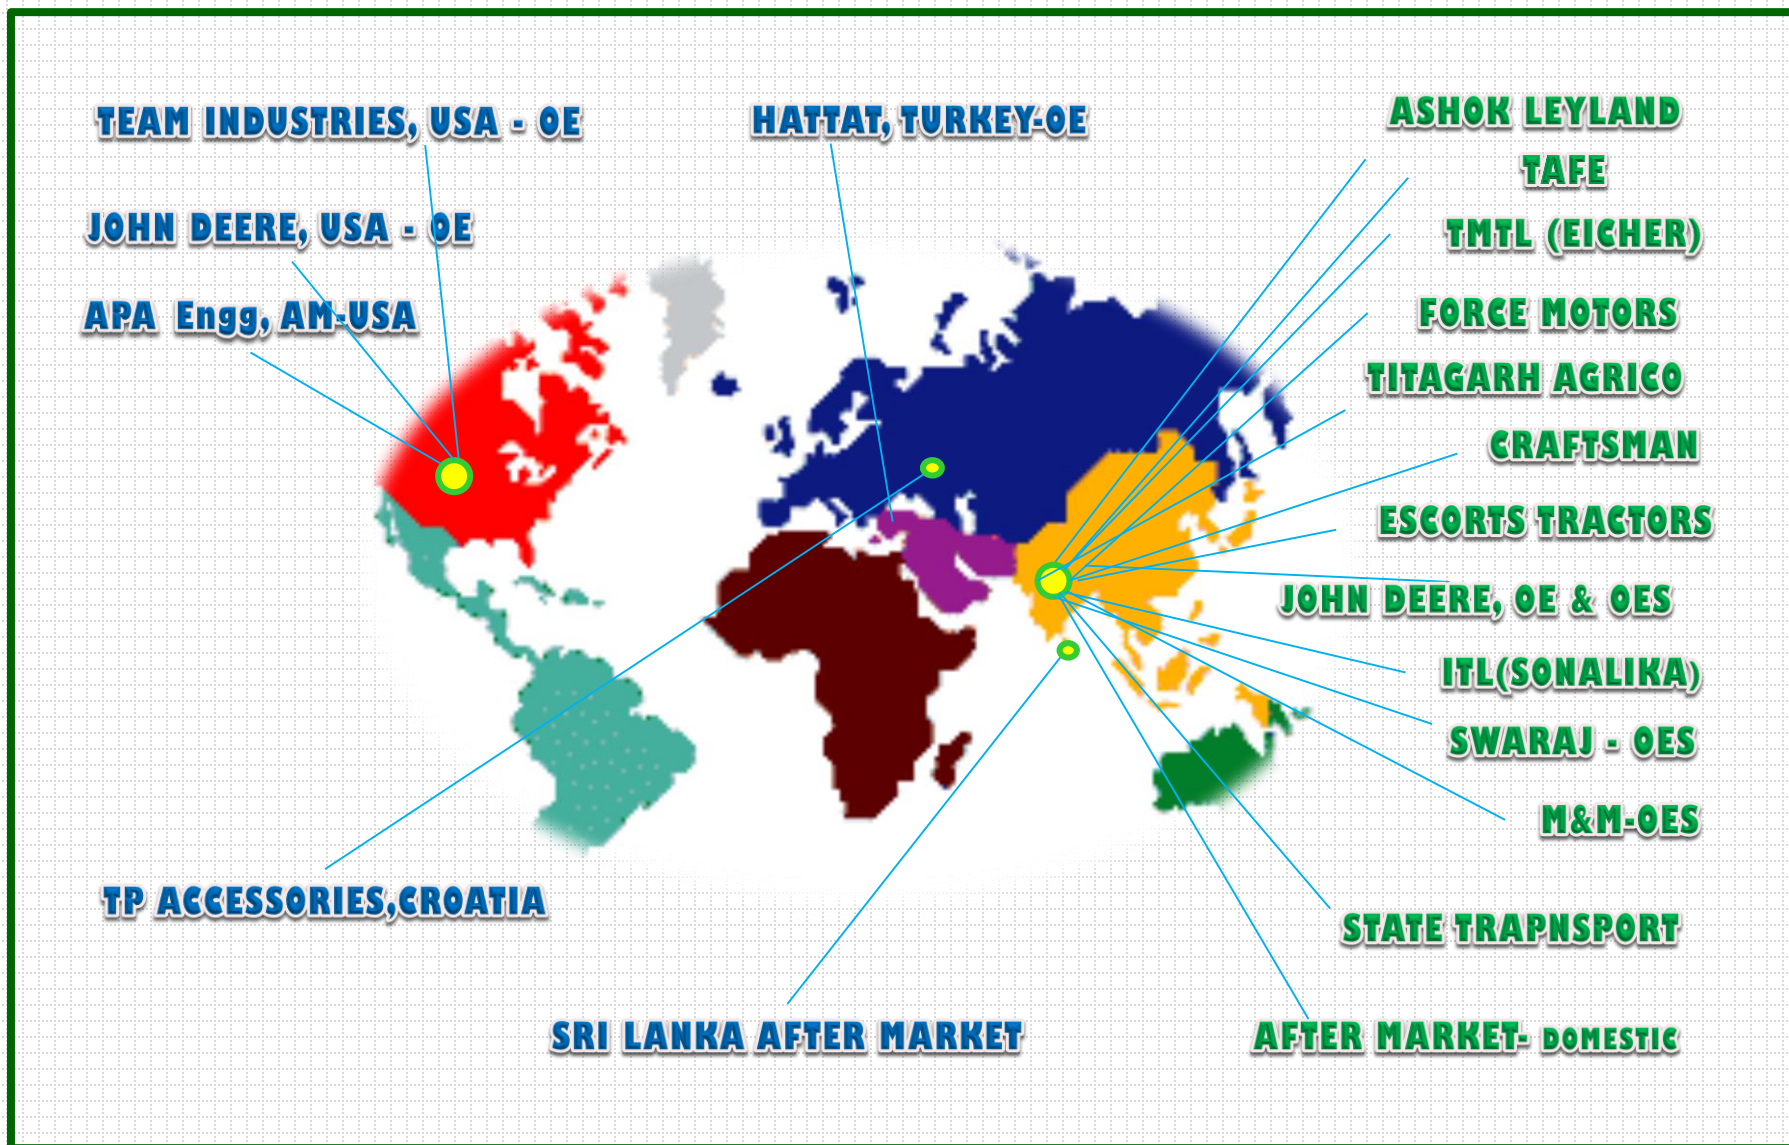 TEAM INDUSTRIES, USA - OE
JOHN DEERE, USA - OE
APA Engg, AM-USA
HATTAT, TURKEY-OE
ASHOK LEYLAND
TAFE
TMTL (EICHER)
FORCE MOTORS
TITAGARH AGRICO
CRAFTSMAN
ESCORTS TRACTORS
JOHN DEERE, OE & OES
ITL(SONALIKA)
SWARAJ - OES
M&M-OES
STATE TRAPNSPORT
AFTER MARKET- DOMESTIC
TP ACCESSORIES,CROATIA
SRI LANKA AFTER MARKET